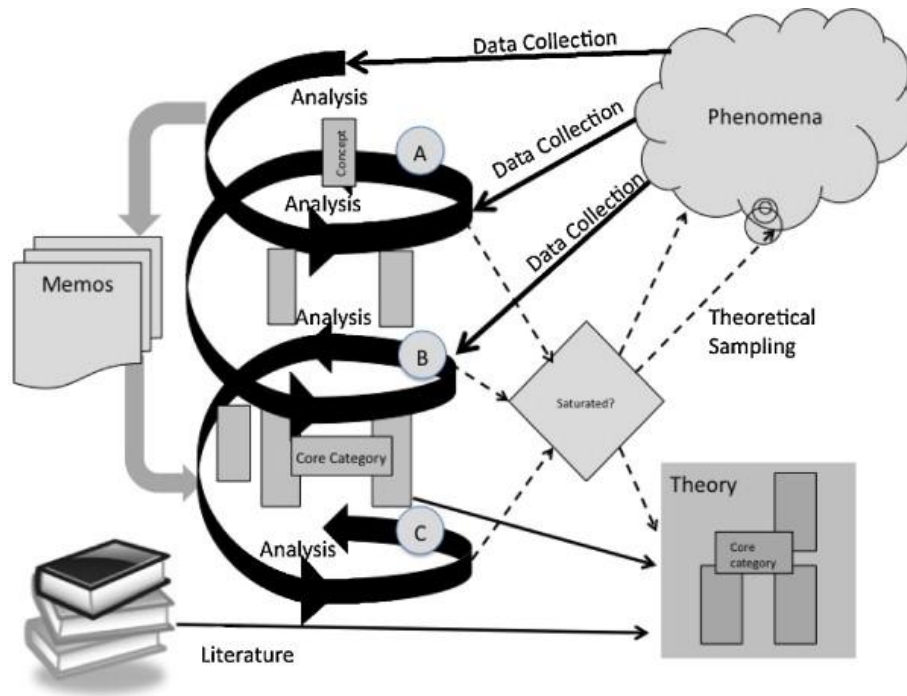 Data Collection
Analysis
Phenomena
Concept
A
Data Collection
Analysis
Data Collection
Memos
Analysis
B
Theoretical
Sampling
Saturated?
Core Category
Theory
C
Core
category
Analysis
Literature